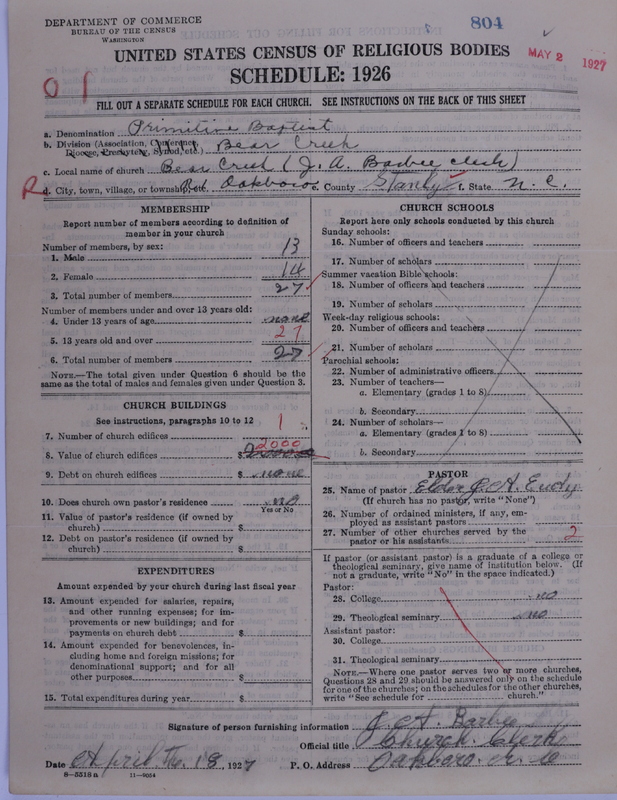 DEPARTMENT OF COMMERCE
BUREAU OF THE CENSUS
WASHINGTON
804
MAY 2 1927
UNITED STATES CENSUS OF RELIGIOUS BODIES
SCHEDULE: 1926
01
FILL OUT A SEPARATE SCHEDULE FOR EACH CHURCH. SEE INSTRUCTIONS ON THE BACK OF THIS SHEET
a. Denomination Primitive Baptist
b. Division (Association, Conference, Diocese, Presbytery, Synod, etc.) Bear Creek
c. Local name of church Bear Creek (J. A. Barbee clerk)
R d. City, town, village, or township, etc. Oakboro e. County Stanly f. State N. C.
MEMBERSHIP
Report number of members according to definition of
member in your church
Number of members, by sex:
1. Male 13
2. Female 14
3. Total number of members 27
Number of members under and over 13 years old:
4. Under 13 years of age none
5. 13 years old and over 27
6. Total number of members 27
NOTE.—The total given under Question 6 should be the
same as the total of males and females given under Question 3.
CHURCH BUILDINGS
See instructions, paragraphs 10 to 12
7. Number of church edifices 1
8. Value of church edifices $ 2000
9. Debt on church edifices $ none
10. Does church own pastor's residence no
Yes or No
11. Value of pastor's residence (if owned by
church) $
12. Debt on pastor's residence (if owned by
church) $
EXPENDITURES
Amount expended by your church during last fiscal year
13. Amount expended for salaries, repairs,
and other running expenses; for im-
provements or new buildings; and for
payments on church debt $
14. Amount expended for benevolences, in-
cluding home and foreign missions; for
denominational support; and for all
other purposes $
15. Total expenditures during year $
CHURCH SCHOOLS
Report here only schools conducted by this church
Sunday schools:
16. Number of officers and teachers
17. Number of scholars
Summer vacation Bible schools:
18. Number of officers and teachers
19. Number of scholars
Week-day religious schools:
20. Number of officers and teachers
21. Number of scholars
Parochial schools:
22. Number of administrative officers
23. Number of teachers—
a. Elementary (grades 1 to 8)
b. Secondary
24. Number of scholars—
a. Elementary (grades 1 to 8)
b. Secondary
PASTOR
25. Name of pastor Elder A. Eudy
(If church has no pastor, write "None")
26. Number of ordained ministers, if any, em-
ployed as assistant pastors
27. Number of other churches served by the
pastor or his assistants 2
If pastor (or assistant pastor) is a graduate of a college or
theological seminary, give name of institution below. (If
not a graduate, write "No" in the space indicated.)
Pastor:
28. College no
29. Theological seminary no
Assistant pastor:
30. College
31. Theological seminary
NOTE.—Where one pastor serves two or more churches,
Questions 28 and 29 should be answered only on the schedule
for one of the churches; on the schedules for the other churches,
write "See schedule for church."
Signature of person furnishing information J. A. Barbee
Official title Church Clerk
Date April the 18, 1927 P. O. Address Oakboro N. C
8—5518 a 11—9054